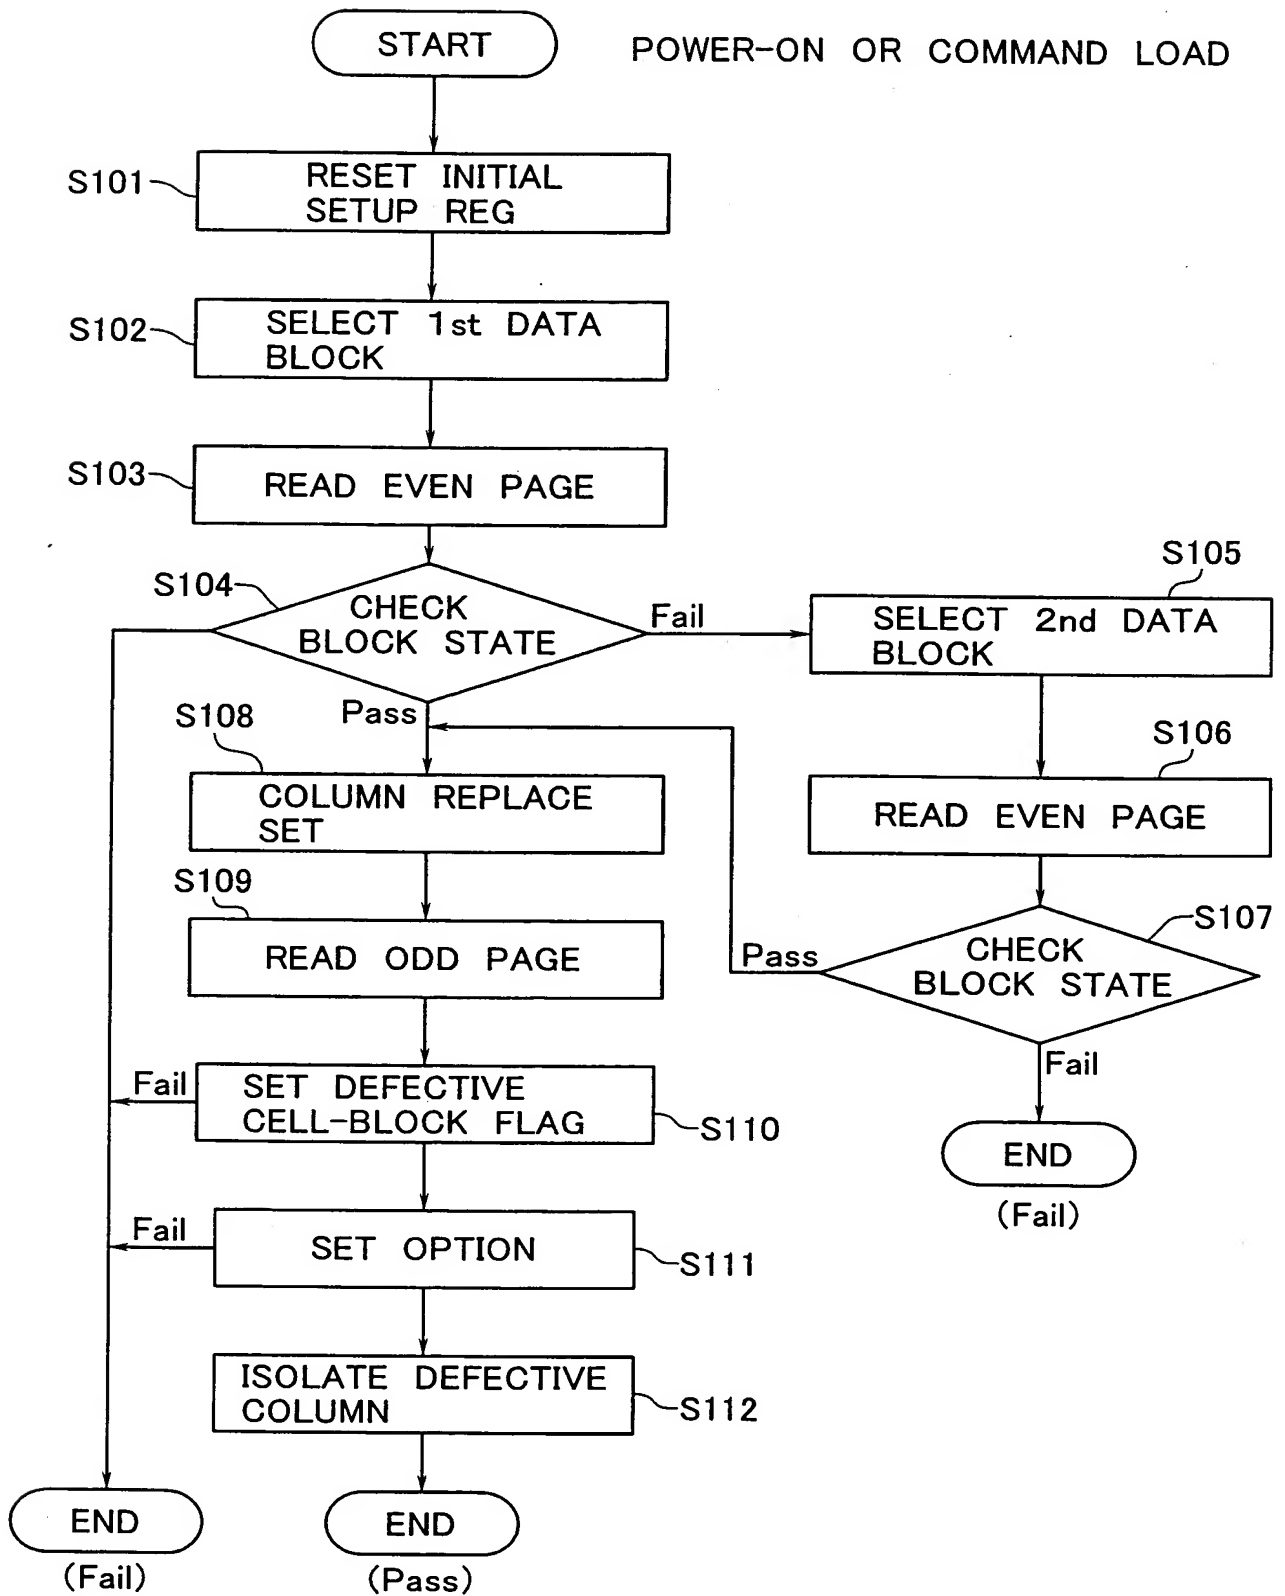 START
POWER-ON OR COMMAND LOAD
S101
RESET INITIAL
SETUP REG
S102
SELECT 1st DATA
BLOCK
S103
READ EVEN PAGE
S104
CHECK
BLOCK STATE
Fail
S105
SELECT 2nd DATA
BLOCK
Pass
S108
COLUMN REPLACE
SET
S106
READ EVEN PAGE
S109
READ ODD PAGE
S107
CHECK
BLOCK STATE
Pass
Fail
END
(Fail)
Fail
SET DEFECTIVE
CELL-BLOCK FLAG
S110
Fail
SET OPTION
S111
ISOLATE DEFECTIVE
COLUMN
S112
END
(Fail)
END
(Pass)